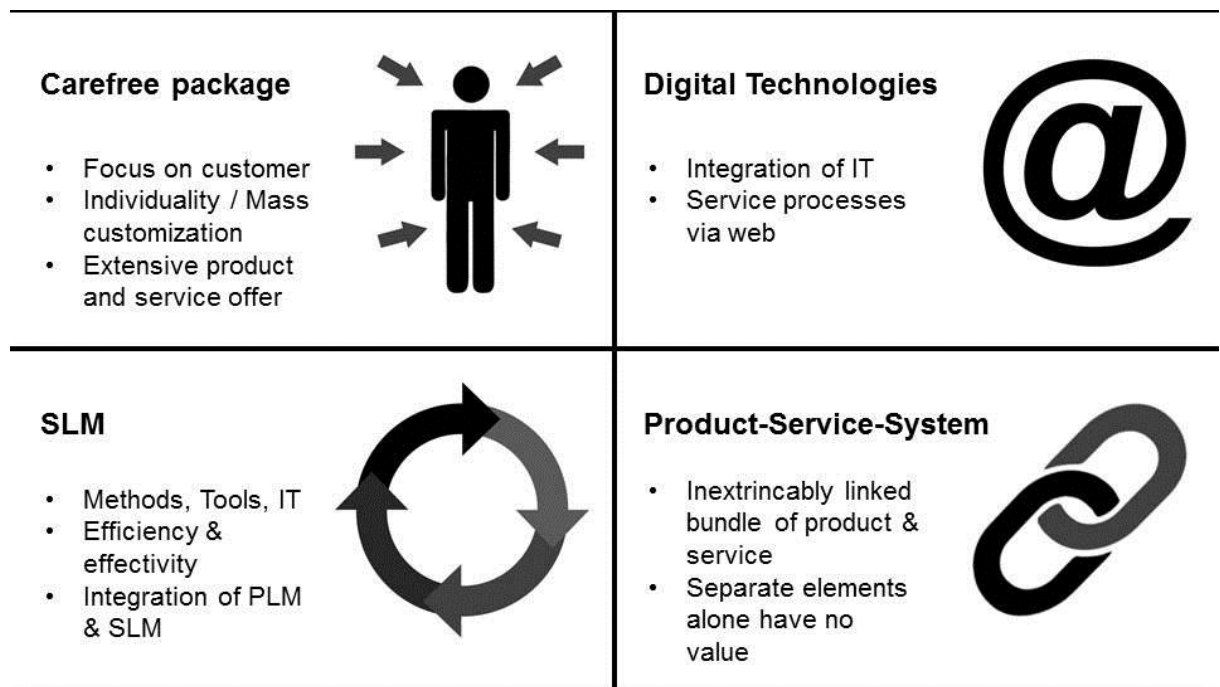 Carefree package
• Focus on customer
• Individuality / Mass
customization
• Extensive product
and service offer
Digital Technologies
• Integration of IT
• Service processes
via web
@
SLM
• Methods, Tools, IT
• Efficiency &
effectivity
• Integration of PLM
& SLM
Product-Service-System
• Inextrincably linked
bundle of product &
service
• Separate elements
alone have no
value